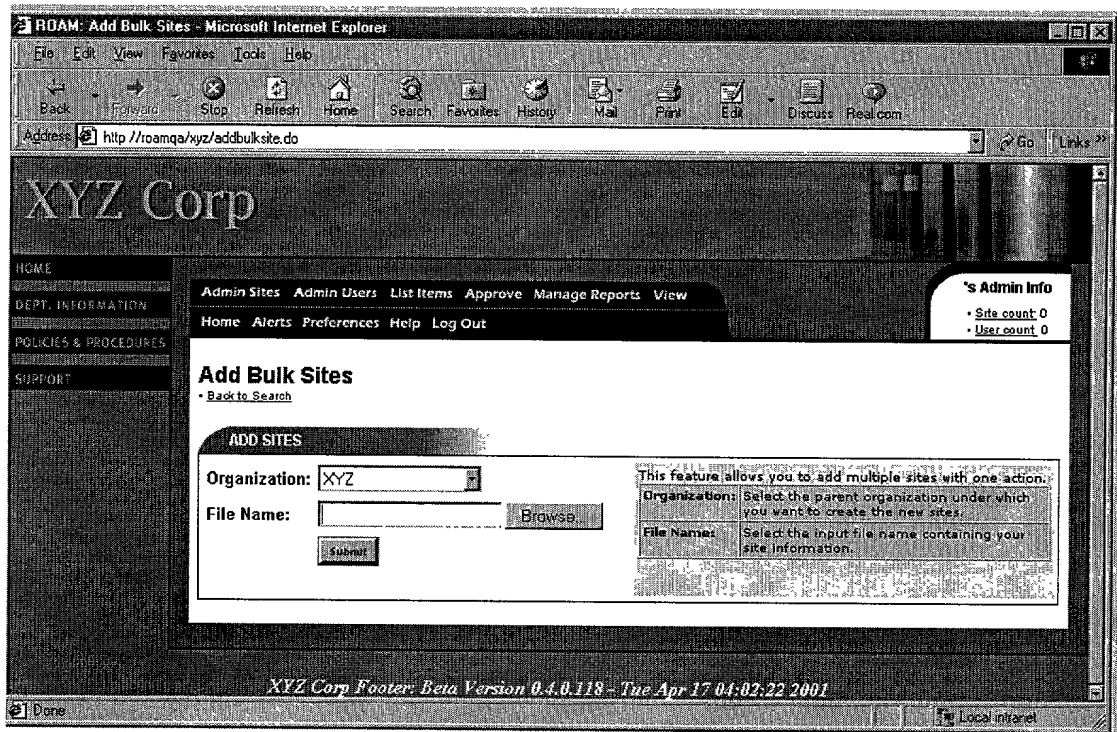 ROAM: Add Bulk Sites - Microsoft Internet Explorer
File Edit View Favorites Tools Help
Back Forward Stop Refresh Home Search Favorites History Mail Print Edit Discuss Real.com
Address http //roamqa/xyz/addbulksite.do Go Links »
XYZ Corp
HOME
DEPT. INFORMATION
POLICIES & PROCEDURES
SUPPORT
Admin Sites Admin Users List Items Approve Manage Reports View
Home Alerts Preferences Help Log Out
's Admin Info
• Site count: 0
• User count: 0
Add Bulk Sites
• Back to Search
ADD SITES
Organization: XYZ
File Name: Browse...
Submit
This feature allows you to add multiple sites with one action.
Organization: Select the parent organization under which
you want to create the new sites.
File Name: Select the input file name containing your
site information.
XYZ Corp Footer: Beta Version 0.4.0.118 - Tue Apr 17 04:02:22 2001
Done
Local intranet